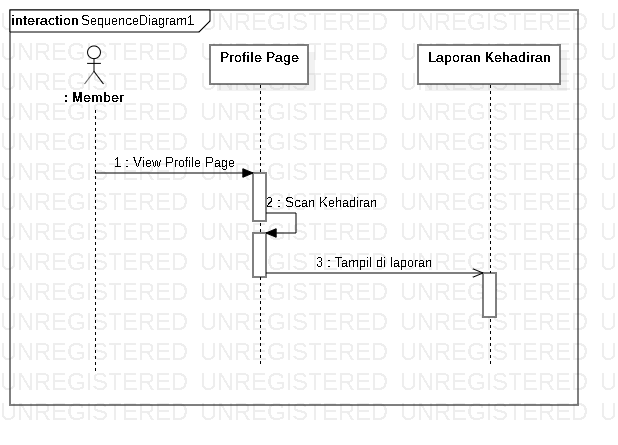 interaction SequenceDiagram1
Profile Page
Laporan Kehadiran
: Member
1 : View Profile Page
2 : Scan Kehadiran
3 : Tampil di laporan
UNREGISTERED